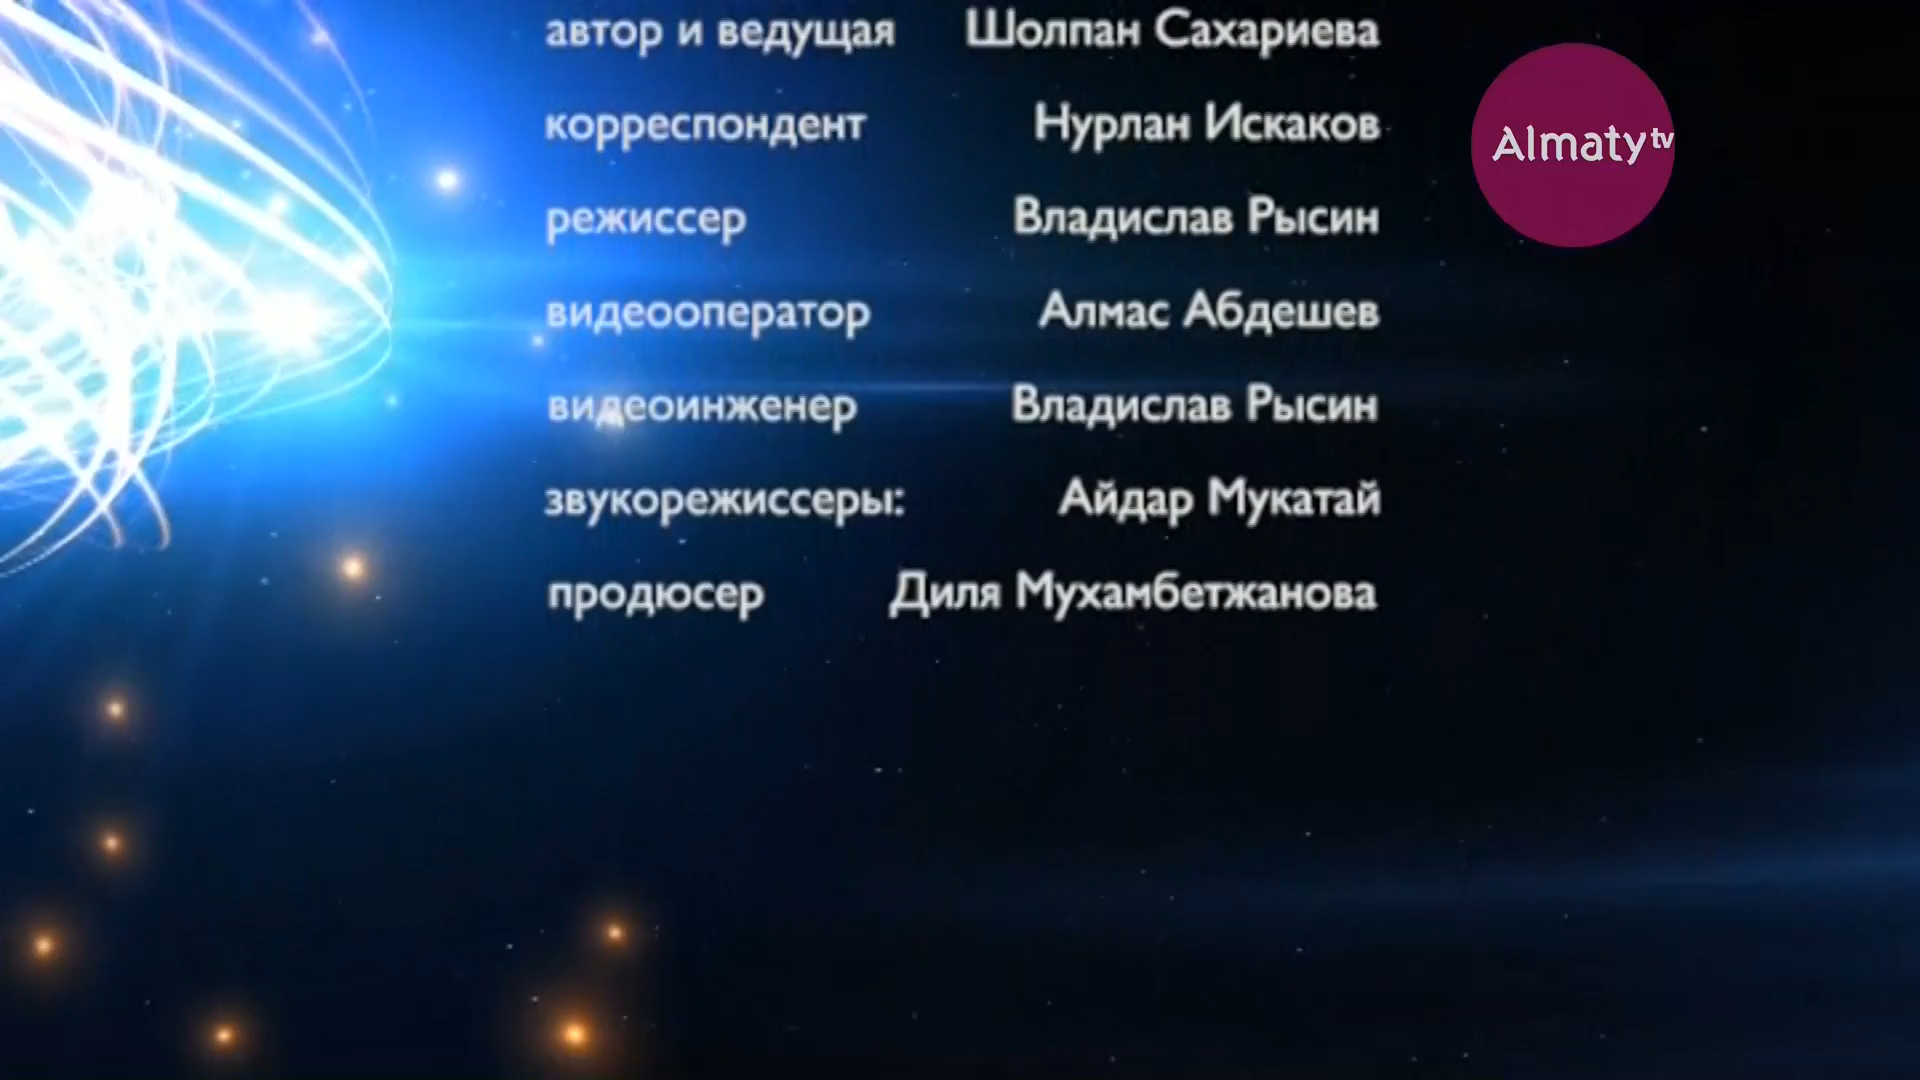 автор и ведущая Шолпан Сахариева
корреспондент Нурлан Искаков
режиссер Владислав Рысин
видеооператор Алмас Абдешев
видеоинженер Владислав Рысин
звукорежиссеры: Айдар Мукатай
продюсер Диля Мухамбетжанова
Almaty tv